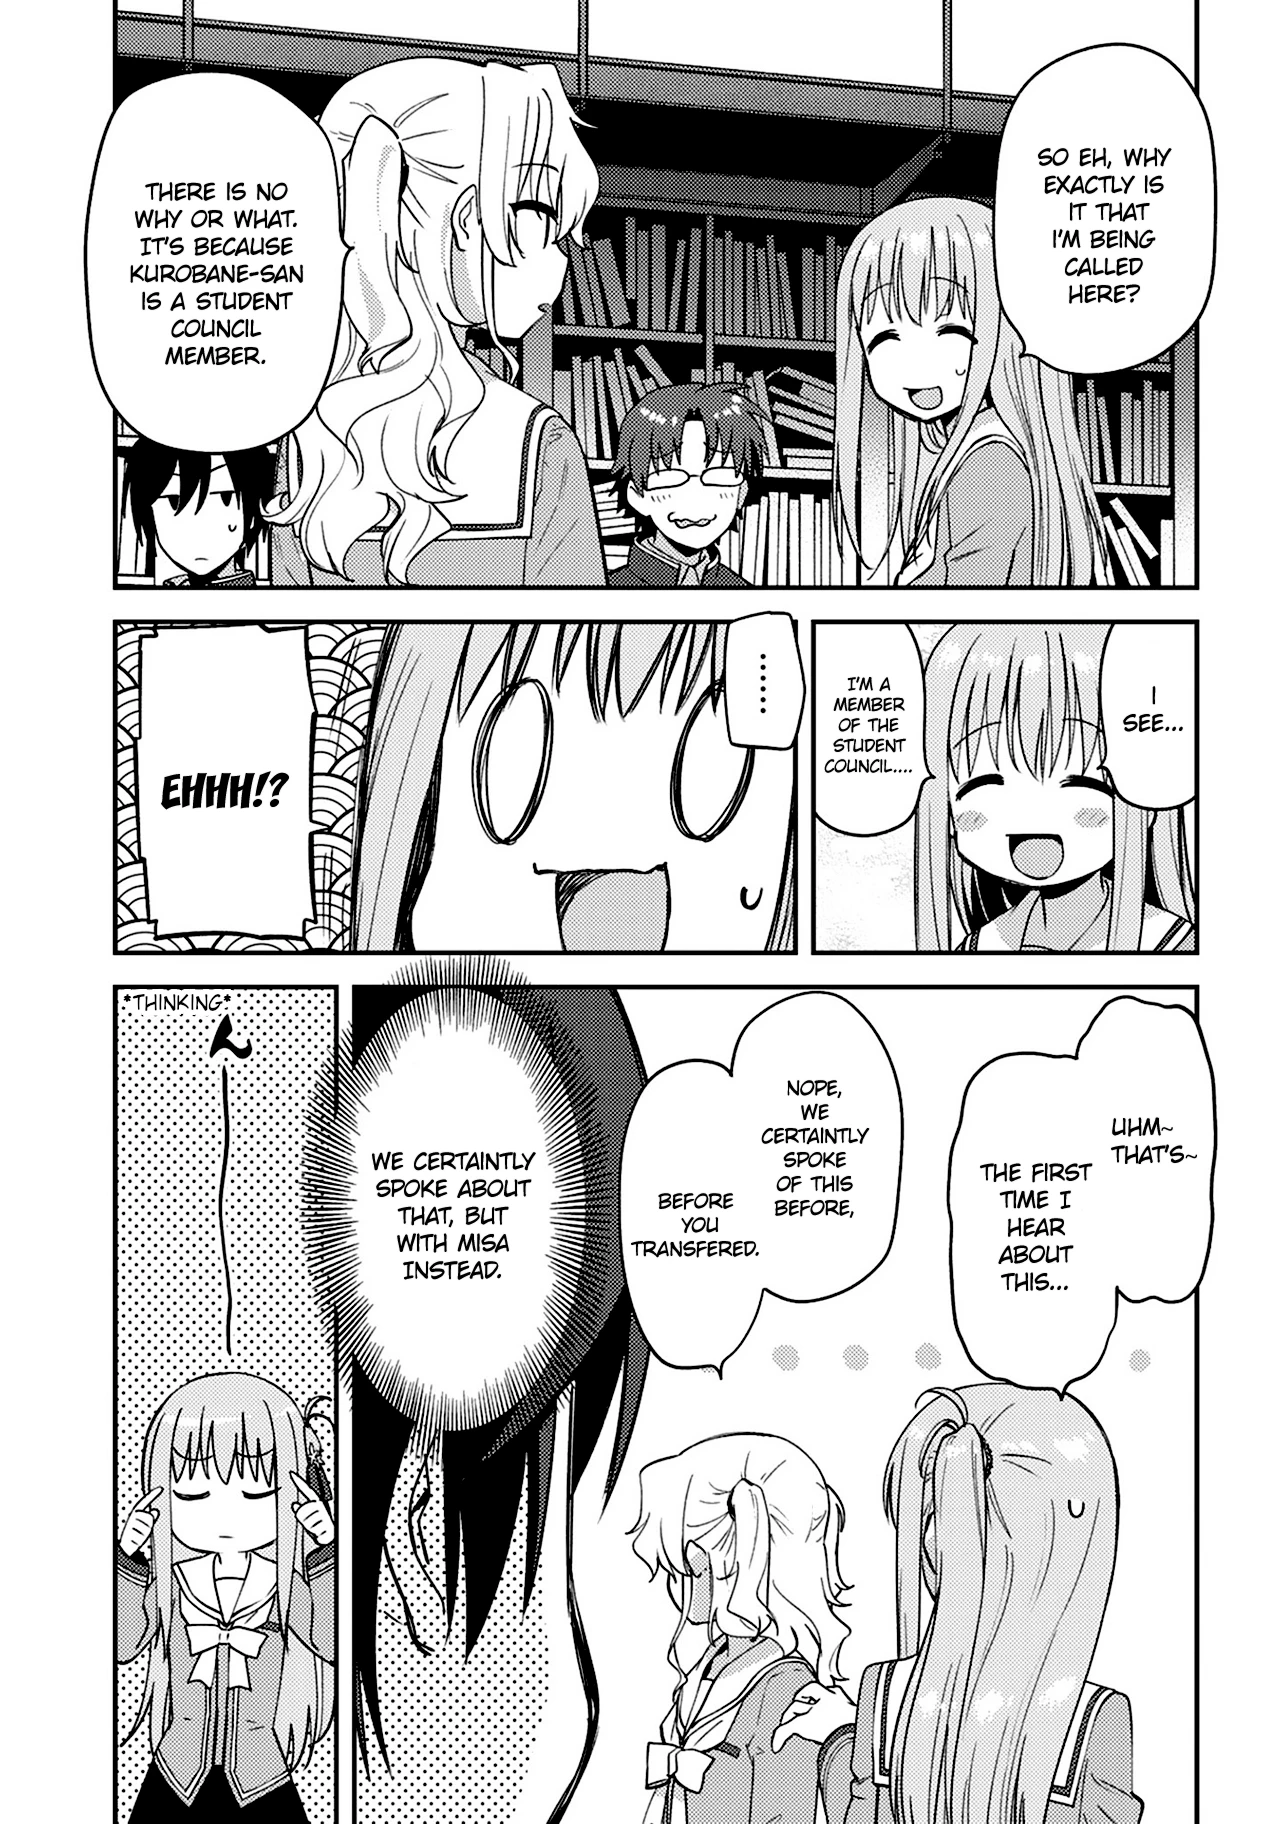 SO EH, WHY
EXACTLY IS
IT THAT
I'M BEING
CALLED
HERE?
THERE IS NO
WHY OR WHAT.
IT'S BECAUSE
KUROBANE-SAN
IS A STUDENT
COUNCIL
MEMBER.
I
SEE...
I'M A
MEMBER
OF THE
STUDENT
COUNCIL....
......
EHHH!?
UHM~
THAT'S~
THE FIRST
TIME I
HEAR
ABOUT
THIS...
NOPE,
WE
CERTAINTLY
SPOKE
OF THIS
BEFORE,
BEFORE
YOU
TRANSFERED.
WE CERTAINTLY
SPOKE ABOUT
THAT, BUT
WITH MISA
INSTEAD.
*THINKING*
ん〜